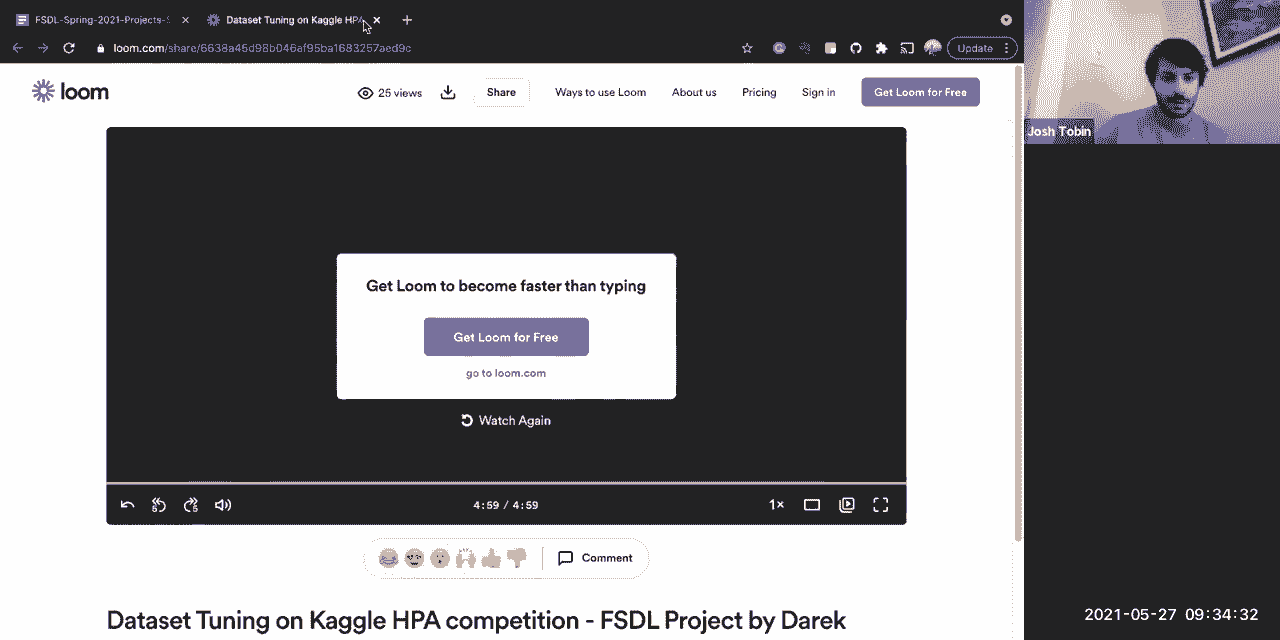 FSDL-Spring-2021-Projects-S
Dataset Tuning on Kaggle HPA
loom.com/share/6638a45d98b046af95ba1683257aed9c
Update
loom
25 views
Share
Ways to use Loom
About us
Pricing
Sign in
Get Loom for Free
Josh Tobin
Get Loom to become faster than typing
Get Loom for Free
go to loom.com
Watch Again
5
5
4:59 / 4:59
1×
Comment
Dataset Tuning on Kaggle HPA competition - FSDL Project by Darek
2021-05-27 09:34:32